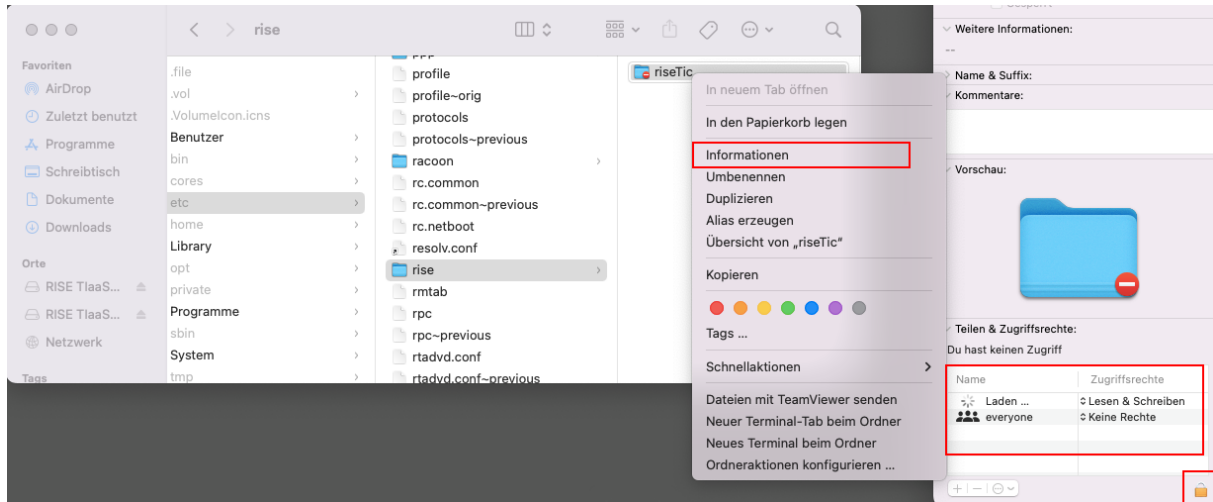 rise
Favoriten
AirDrop
Zuletzt benutzt
Programme
Schreibtisch
Dokumente
Downloads
Orte
RISE TIaaS...
RISE TIaaS...
Netzwerk
Tags
.file
.vol
.VolumeIcon.icns
Benutzer
bin
cores
etc
home
Library
opt
private
Programme
sbin
System
tmp
ppp
profile
profile~orig
protocols
protocols~previous
racoon
rc.common
rc.common~previous
rc.netboot
resolv.conf
rise
rmtab
rpc
rpc~previous
rtadvd.conf
rtadvd.conf~previous
riseTic
In neuem Tab öffnen
In den Papierkorb legen
Informationen
Umbenennen
Duplizieren
Alias erzeugen
Übersicht von „riseTic“
Kopieren
Tags ...
Schnellaktionen
Dateien mit TeamViewer senden
Neuer Terminal-Tab beim Ordner
Neues Terminal beim Ordner
Ordneraktionen konfigurieren ...
Weitere Informationen:
--
Name & Suffix:
Kommentare:
Vorschau:
Teilen & Zugriffsrechte:
Du hast keinen Zugriff
Name Zugriffsrechte
Laden ... Lesen & Schreiben
everyone Keine Rechte